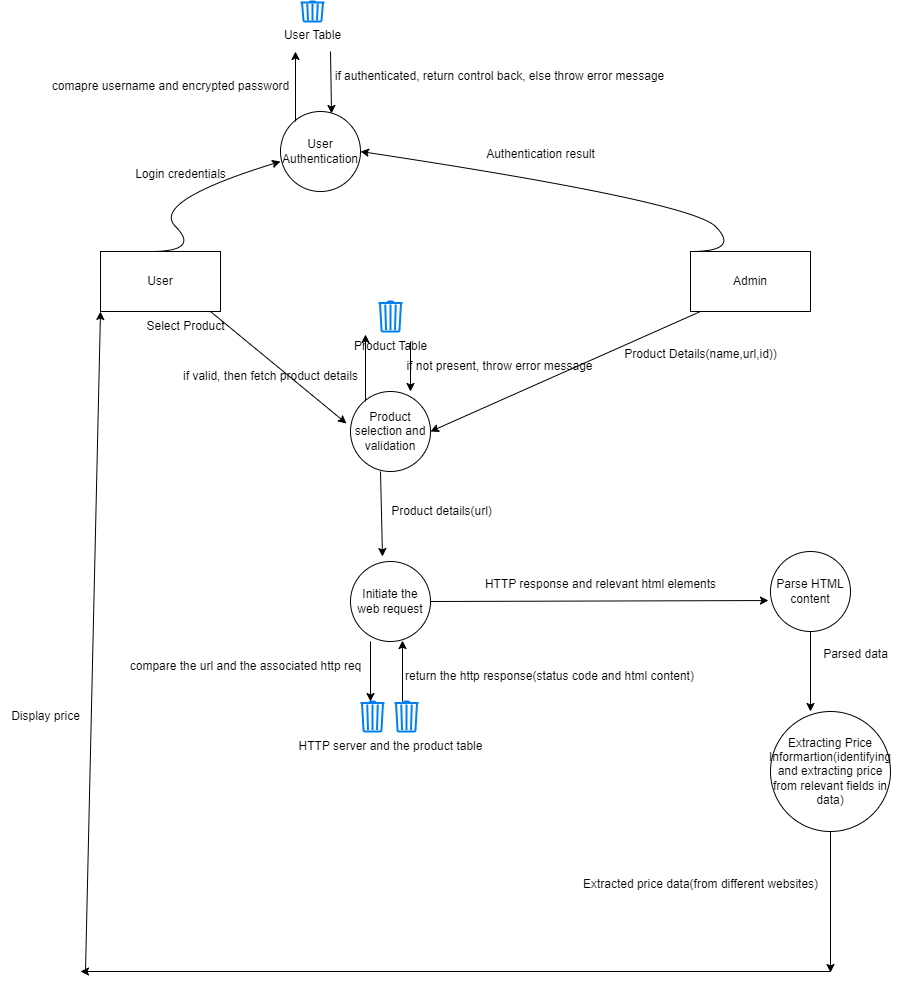 User Table
comapre username and encrypted password
if authenticated, return control back, else throw error message
User
Authentication
Authentication result
Login credentials
User
Admin
Select Product
Product Table
Product Details(name,url,id))
if not present, throw error message
if valid, then fetch product details
Product
selection and
validation
Product details(url)
Initiate the
web request
HTTP response and relevant html elements
Parse HTML
content
compare the url and the associated http req
return the http response(status code and html content)
Parsed data
Display price
HTTP server and the product table
Extracting Price
Informartion(identifying
and extracting price
from relevant fields in
data)
Extracted price data(from different websites)